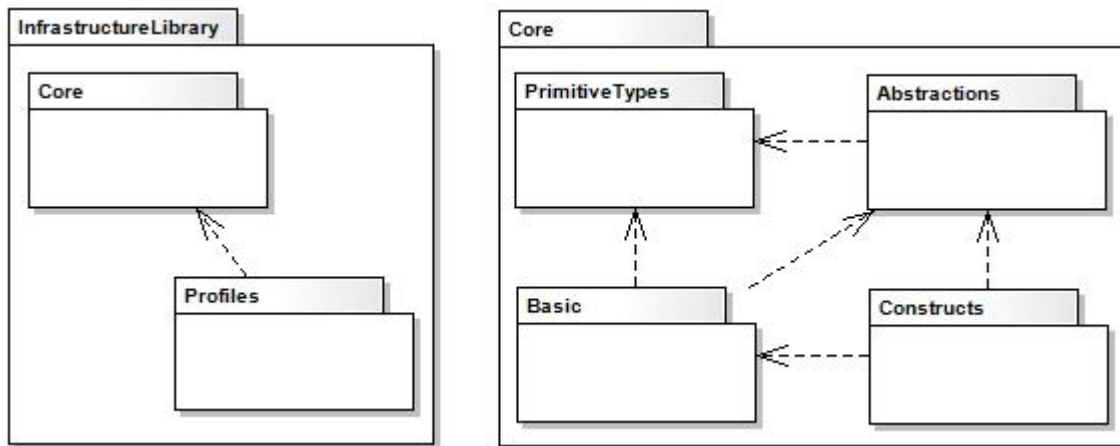 InfrastructureLibrary
Core
Profiles
Core
PrimitiveTypes
Abstractions
Basic
Constructs